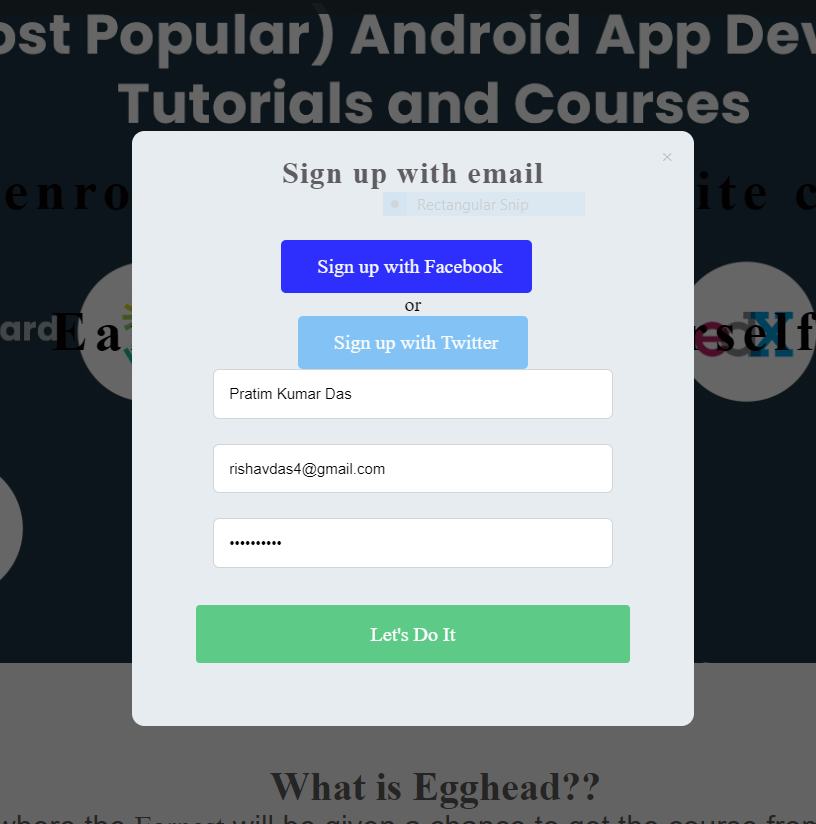 ost Popular) Android App Dev
Tutorials and Courses
Sign up with email
×
enro
ite c
Rectangular Snip
Sign up with Facebook
or
ard
Ea
rself
edX
Sign up with Twitter
Pratim Kumar Das
rishavdas4@gmail.com
••••••••••
Let's Do It
What is Egghead??
where the Earnest will be given a chance to get the course from